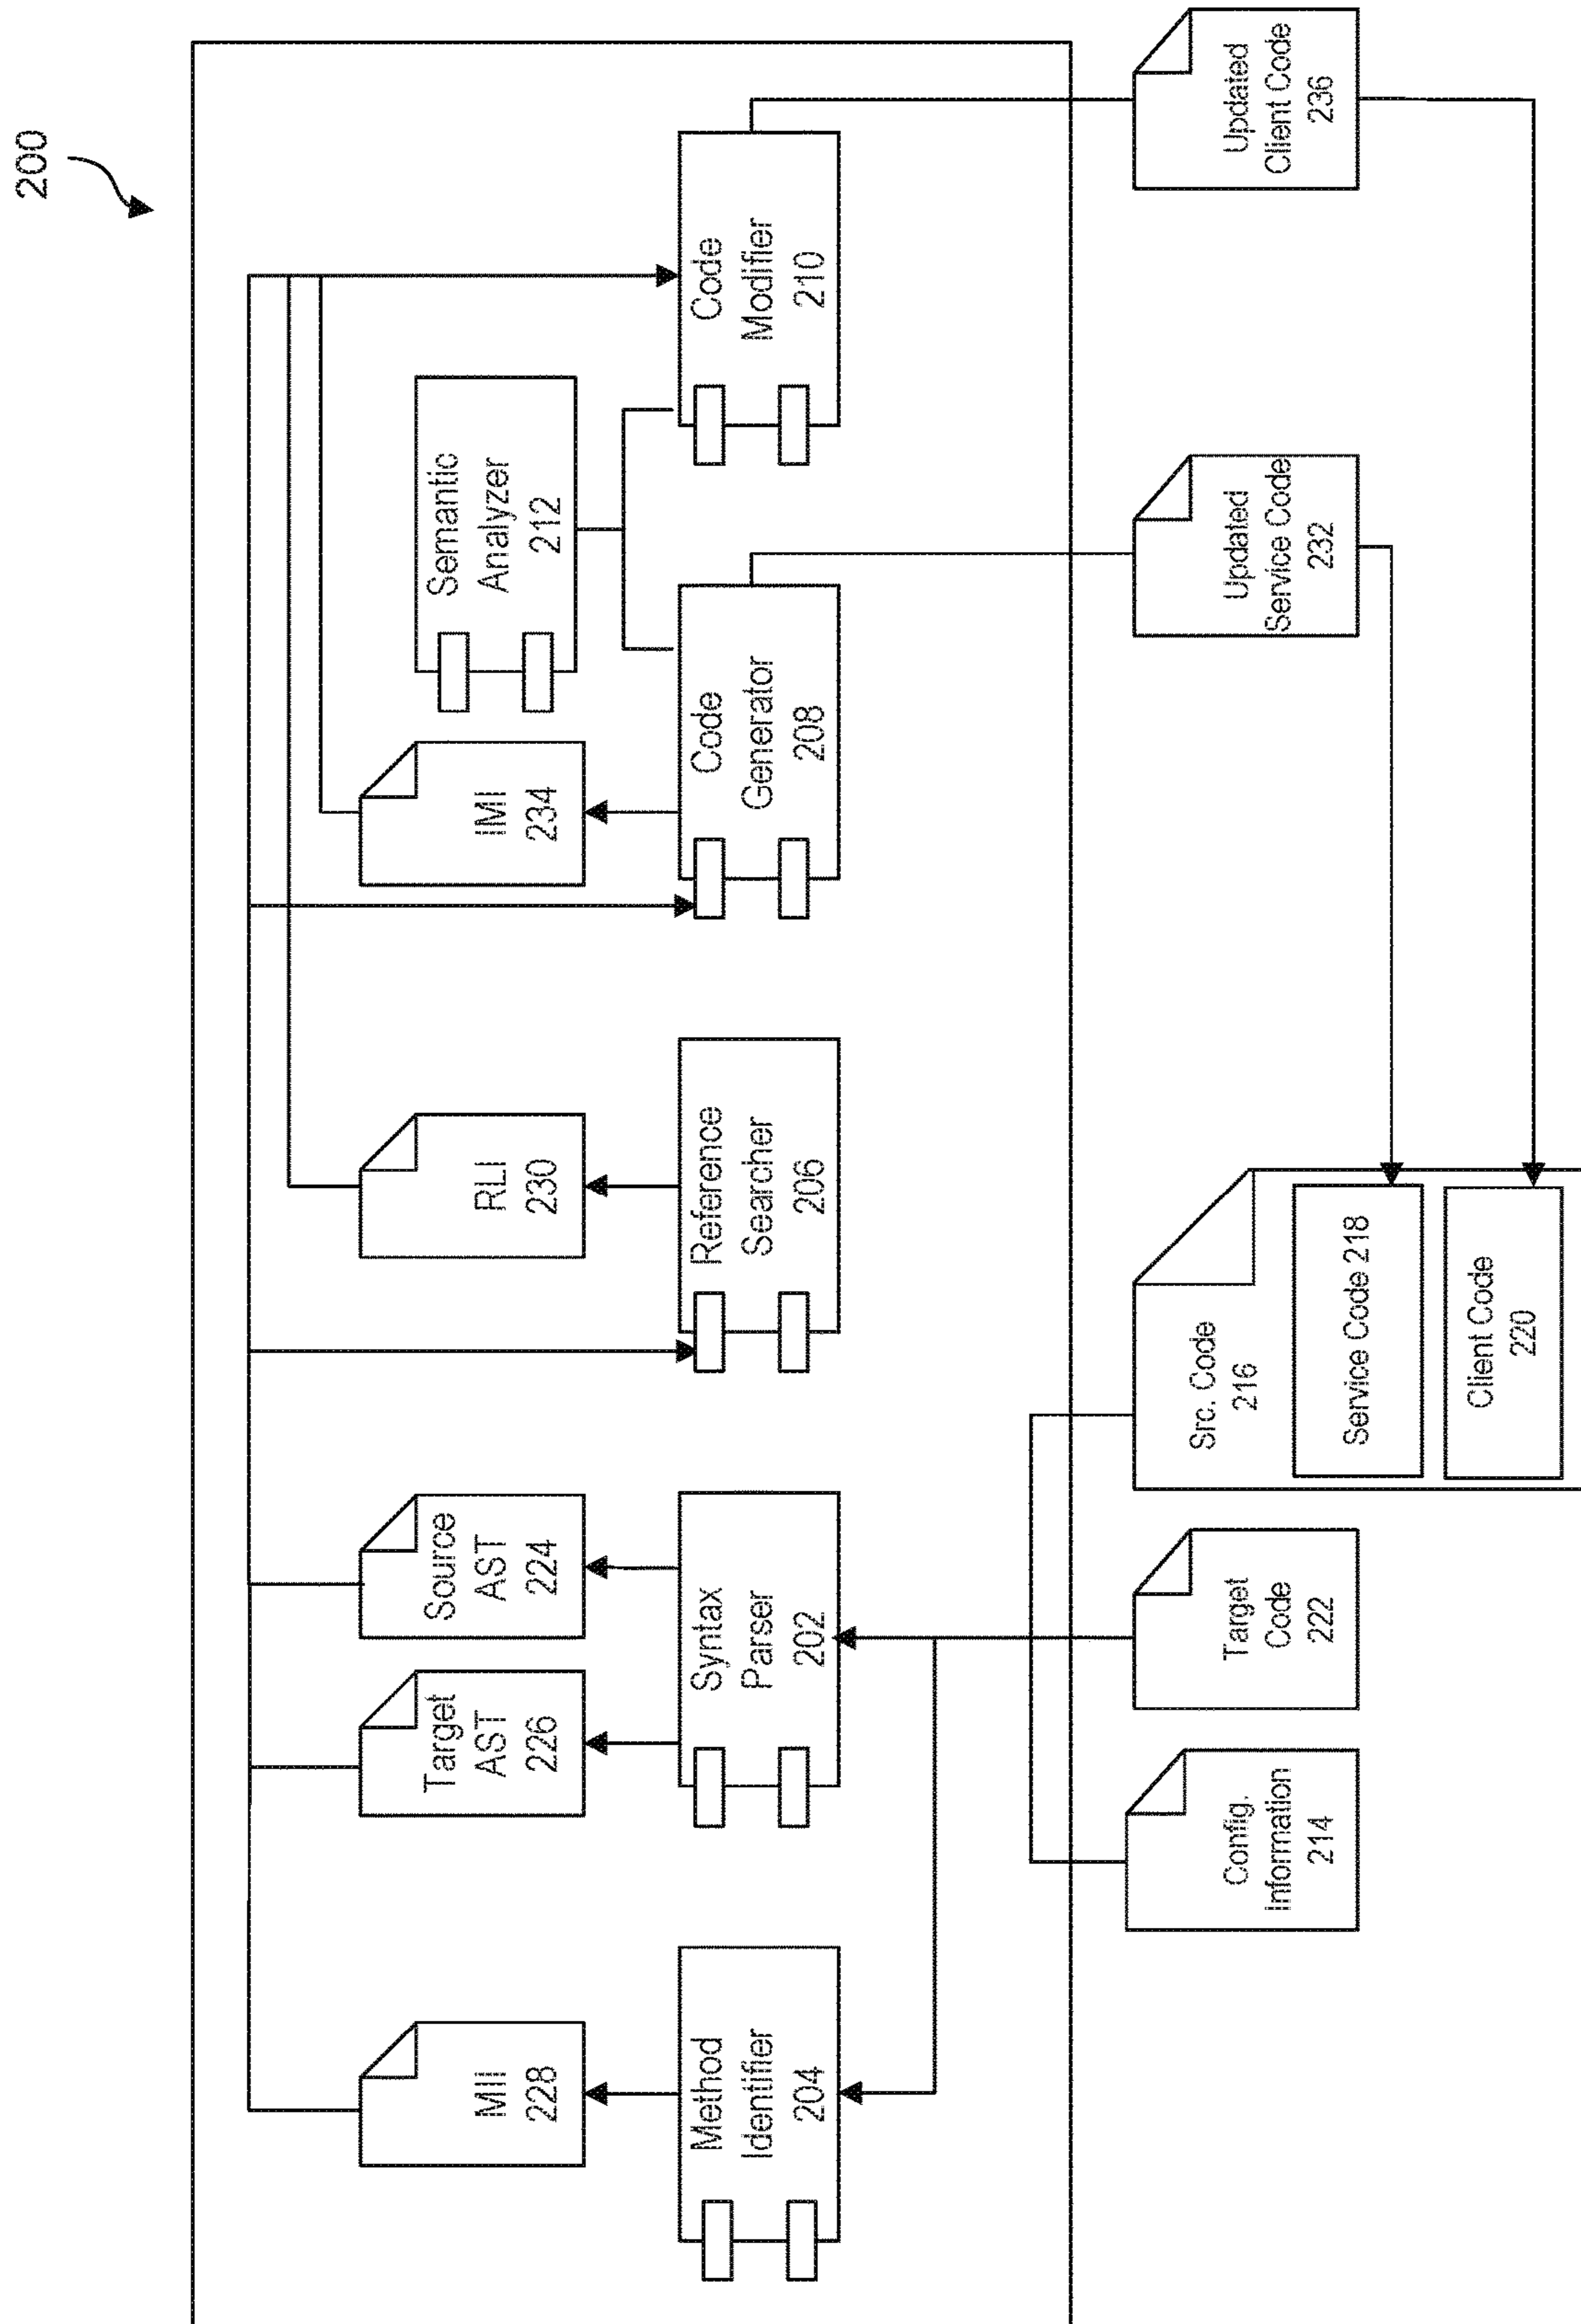 200
MII
228
Target
AST
226
Source
AST
224
RLI
230
IMI
234
Semantic
Analyzer
212
Method
Identifier
204
Syntax
Parser
202
Reference
Searcher
206
Code
Generator
208
Code
Modifier
210
Config.
Information
214
Target
Code
222
Src. Code
216
Service Code 218
Client Code
220
Updated
Service Code
232
Updated
Client Code
236